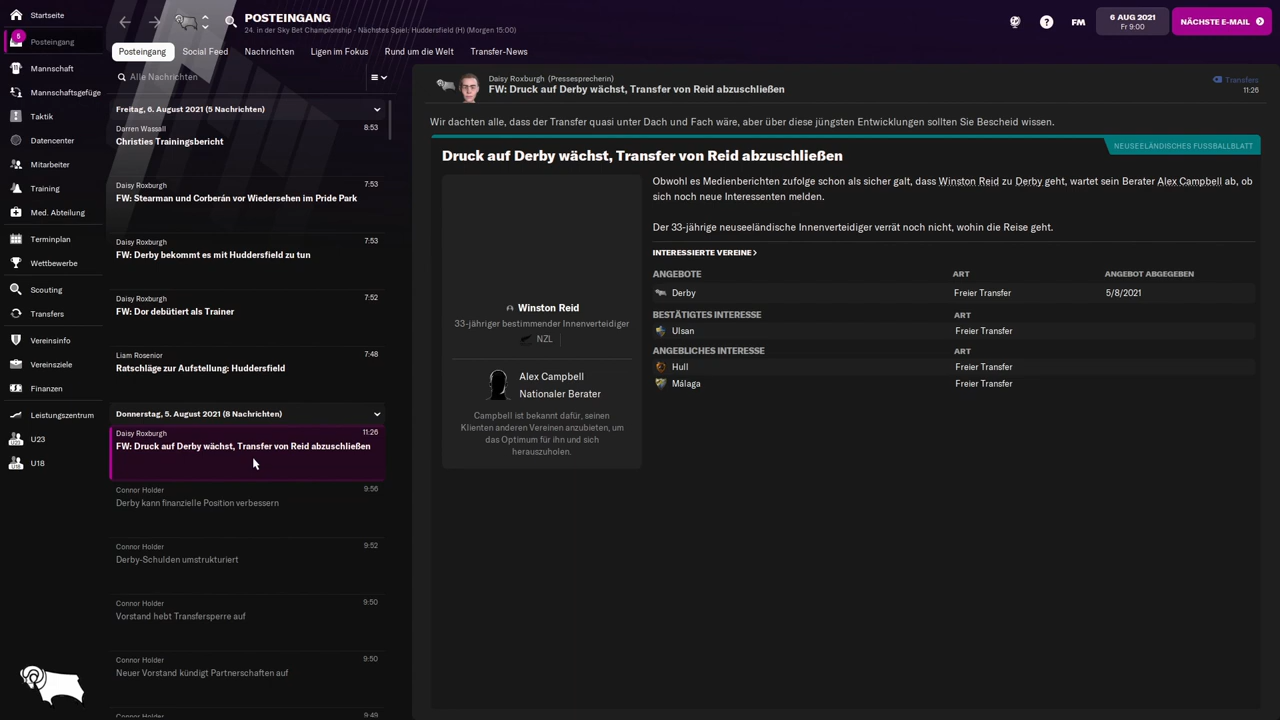 Startseite
5
Posteingang
Mannschaft
Mannschaftsgefüge
Taktik
Datencenter
Mitarbeiter
Training
Med. Abteilung
Terminplan
Wettbewerbe
Scouting
Transfers
Vereinsinfo
Vereinsziele
Finanzen
Leistungszentrum
U23
U18
POSTEINGANG
24. in der Sky Bet Championship - Nächstes Spiel: Huddersfield (H) (Morgen 15:00)
FM
6 AUG 2021
Fr 9:00
NÄCHSTE E-MAIL
Posteingang
Social Feed
Nachrichten
Ligen im Fokus
Rund um die Welt
Transfer-News
Alle Nachrichten
Freitag, 6. August 2021 (5 Nachrichten)
Darren Wassall 8:53
Christies Trainingsbericht
Daisy Roxburgh 7:53
FW: Stearman und Corberán vor Wiedersehen im Pride Park
Daisy Roxburgh 7:53
FW: Derby bekommt es mit Huddersfield zu tun
Daisy Roxburgh 7:52
FW: Dor debütiert als Trainer
Liam Rosenior 7:48
Ratschläge zur Aufstellung: Huddersfield
Donnerstag, 5. August 2021 (8 Nachrichten)
Daisy Roxburgh 11:26
FW: Druck auf Derby wächst, Transfer von Reid abzuschließen
Connor Holder 9:56
Derby kann finanzielle Position verbessern
Connor Holder 9:52
Derby-Schulden umstrukturiert
Connor Holder 9:50
Vorstand hebt Transfersperre auf
Connor Holder 9:50
Neuer Vorstand kündigt Partnerschaften auf
Connor Holder 9:49
Daisy Roxburgh (Pressesprecherin)
FW: Druck auf Derby wächst, Transfer von Reid abzuschließen
Transfers
11:26
Wir dachten alle, dass der Transfer quasi unter Dach und Fach wäre, aber über diese jüngsten Entwicklungen sollten Sie Bescheid wissen.
NEUSEELÄNDISCHES FUSSBALLBLATT
Druck auf Derby wächst, Transfer von Reid abzuschließen
Winston Reid
33-jähriger bestimmender Innenverteidiger
NZL
Alex Campbell
Nationaler Berater
Campbell ist bekannt dafür, seinen
Klienten anderen Vereinen anzubieten, um
das Optimum für ihn und sich
herauszuholen.
Obwohl es Medienberichten zufolge schon als sicher galt, dass Winston Reid zu Derby geht, wartet sein Berater Alex Campbell ab, ob
sich noch neue Interessenten melden.
Der 33-jährige neuseeländische Innenverteidiger verrät noch nicht, wohin die Reise geht.
INTERESSIERTE VEREINE >
ANGEBOTE ART ANGEBOT ABGEGEBEN
Derby Freier Transfer 5/8/2021
BESTÄTIGTES INTERESSE ART
Ulsan Freier Transfer
ANGEBLICHES INTERESSE ART
Hull Freier Transfer
Málaga Freier Transfer